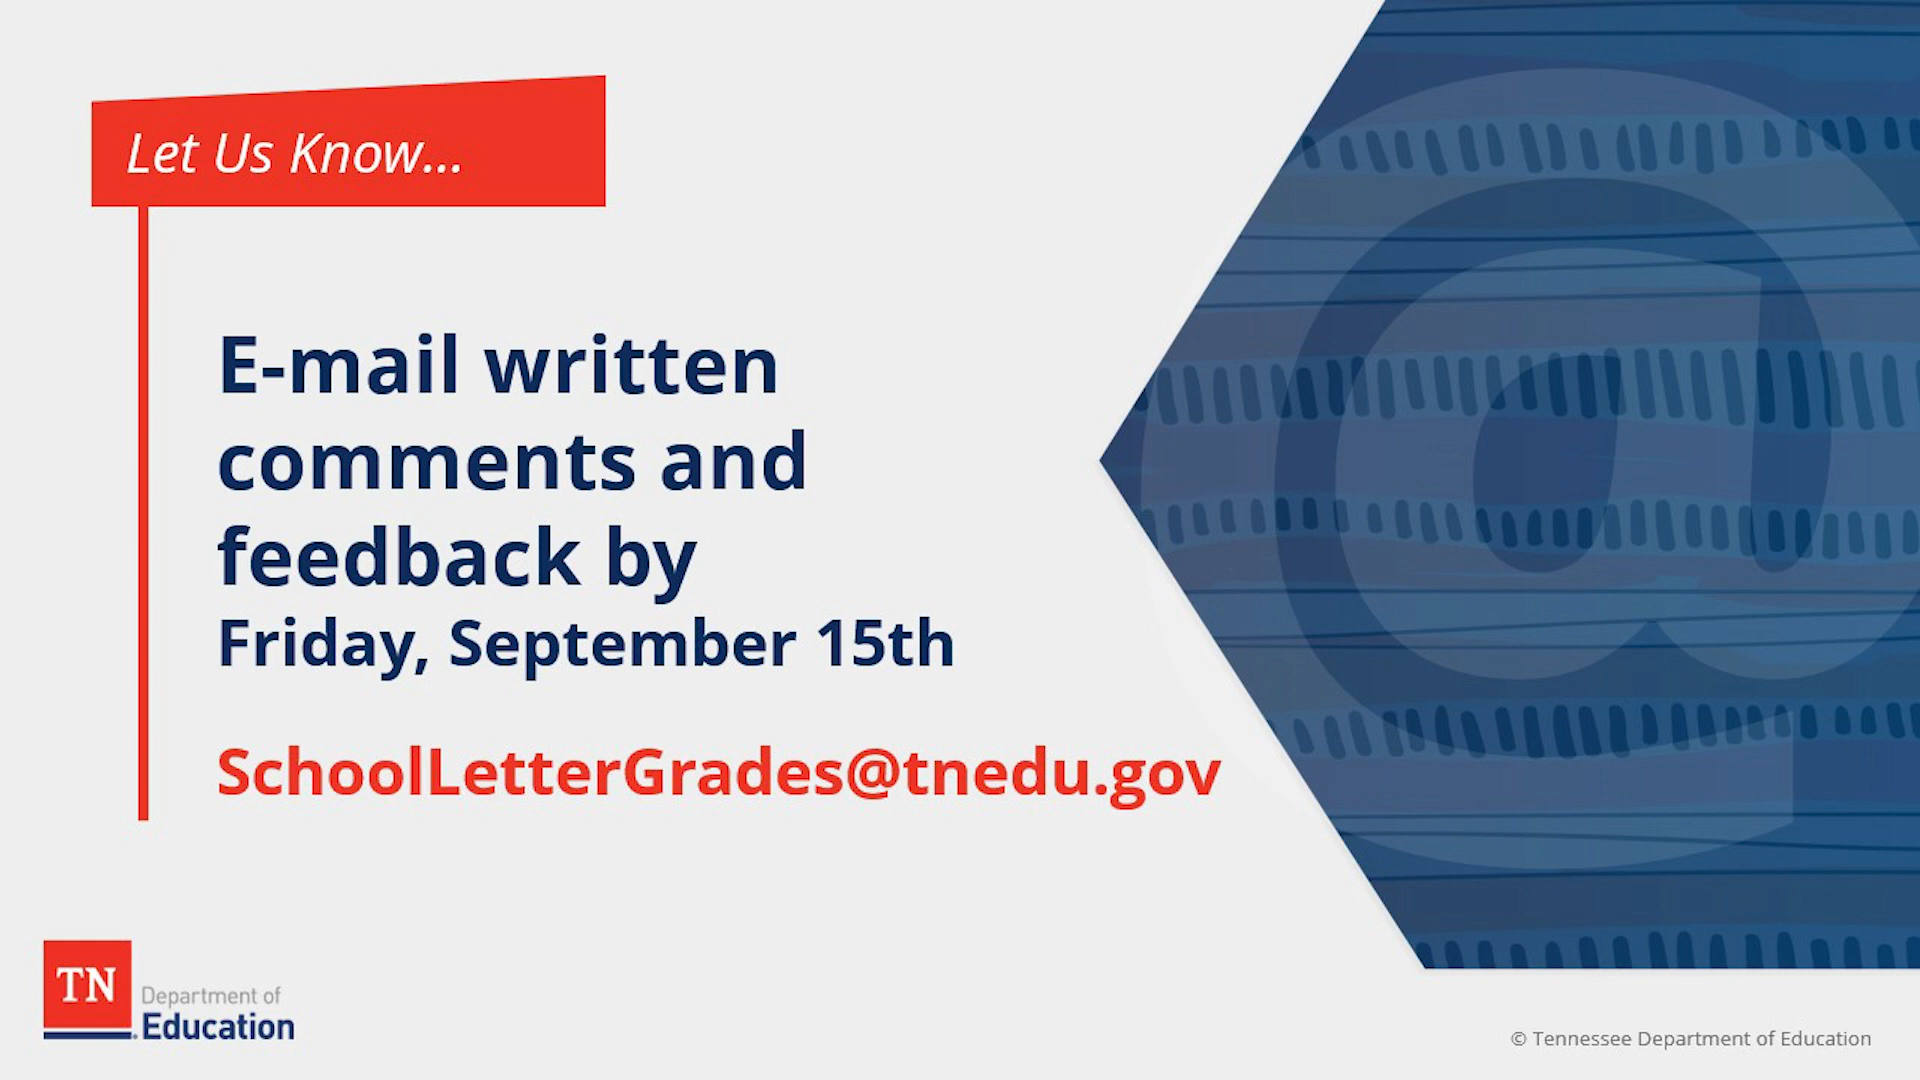 Let Us Know...
E-mail written
comments and
feedback by
Friday, September 15th
SchoolLetterGrades@tnedu.gov
TN
Department of
Education
© Tennessee Department of Education